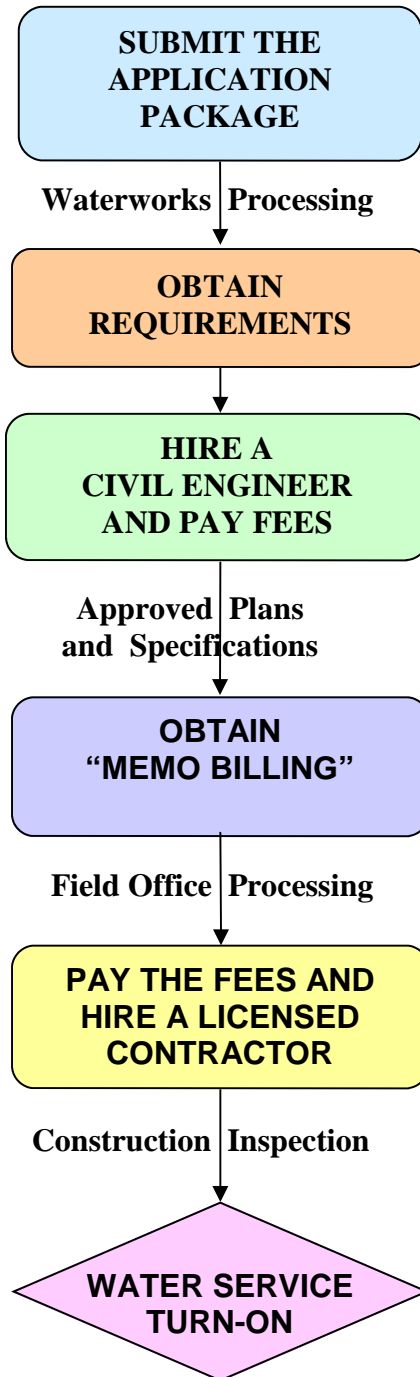 SUBMIT THE
APPLICATION
PACKAGE
Waterworks Processing
OBTAIN
REQUIREMENTS
HIRE A
CIVIL ENGINEER
AND PAY FEES
Approved Plans
and Specifications
OBTAIN
“MEMO BILLING”
Field Office Processing
PAY THE FEES AND
HIRE A LICENSED
CONTRACTOR
Construction Inspection
WATER SERVICE
TURN-ON